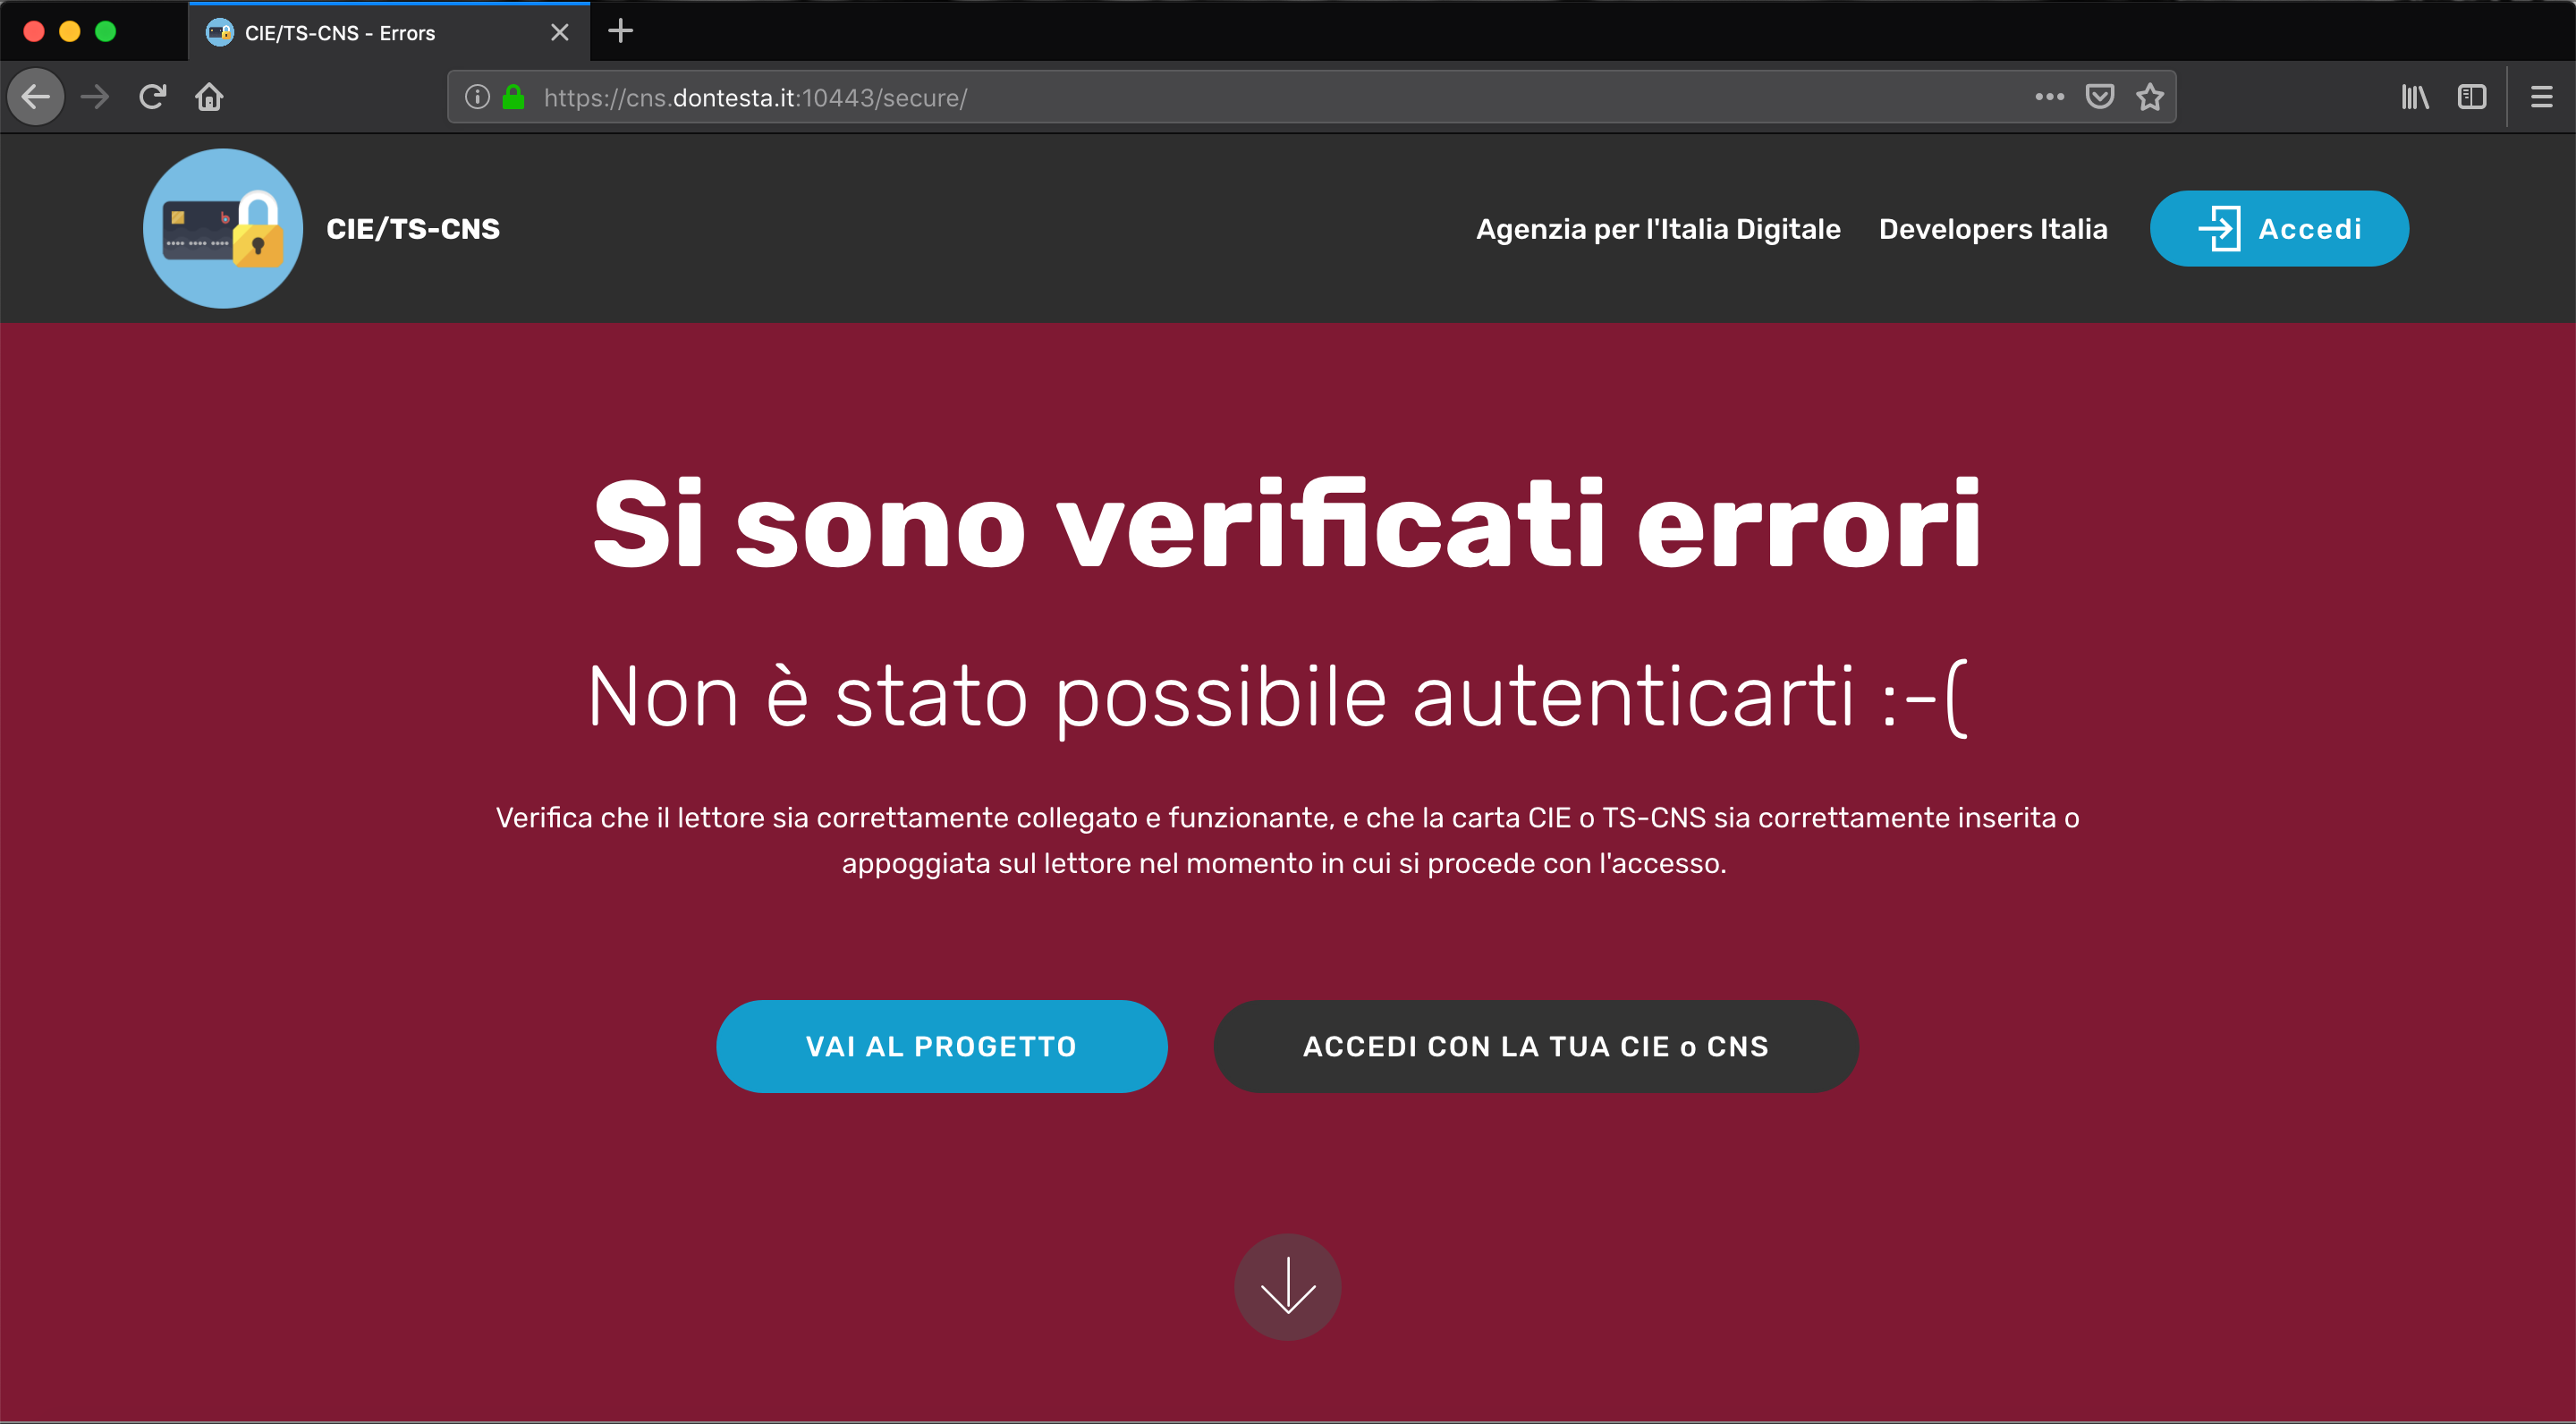 CIE/TS-CNS - Errors
https://cns.dontesta.it:10443/secure/
CIE/TS-CNS
Agenzia per l'Italia Digitale
Developers Italia
Accedi
Si sono verificati errori
Non è stato possibile autenticarti :-(
Verifica che il lettore sia correttamente collegato e funzionante, e che la carta CIE o TS-CNS sia correttamente inserita o
appoggiata sul lettore nel momento in cui si procede con l'accesso.
VAI AL PROGETTO
ACCEDI CON LA TUA CIE o CNS